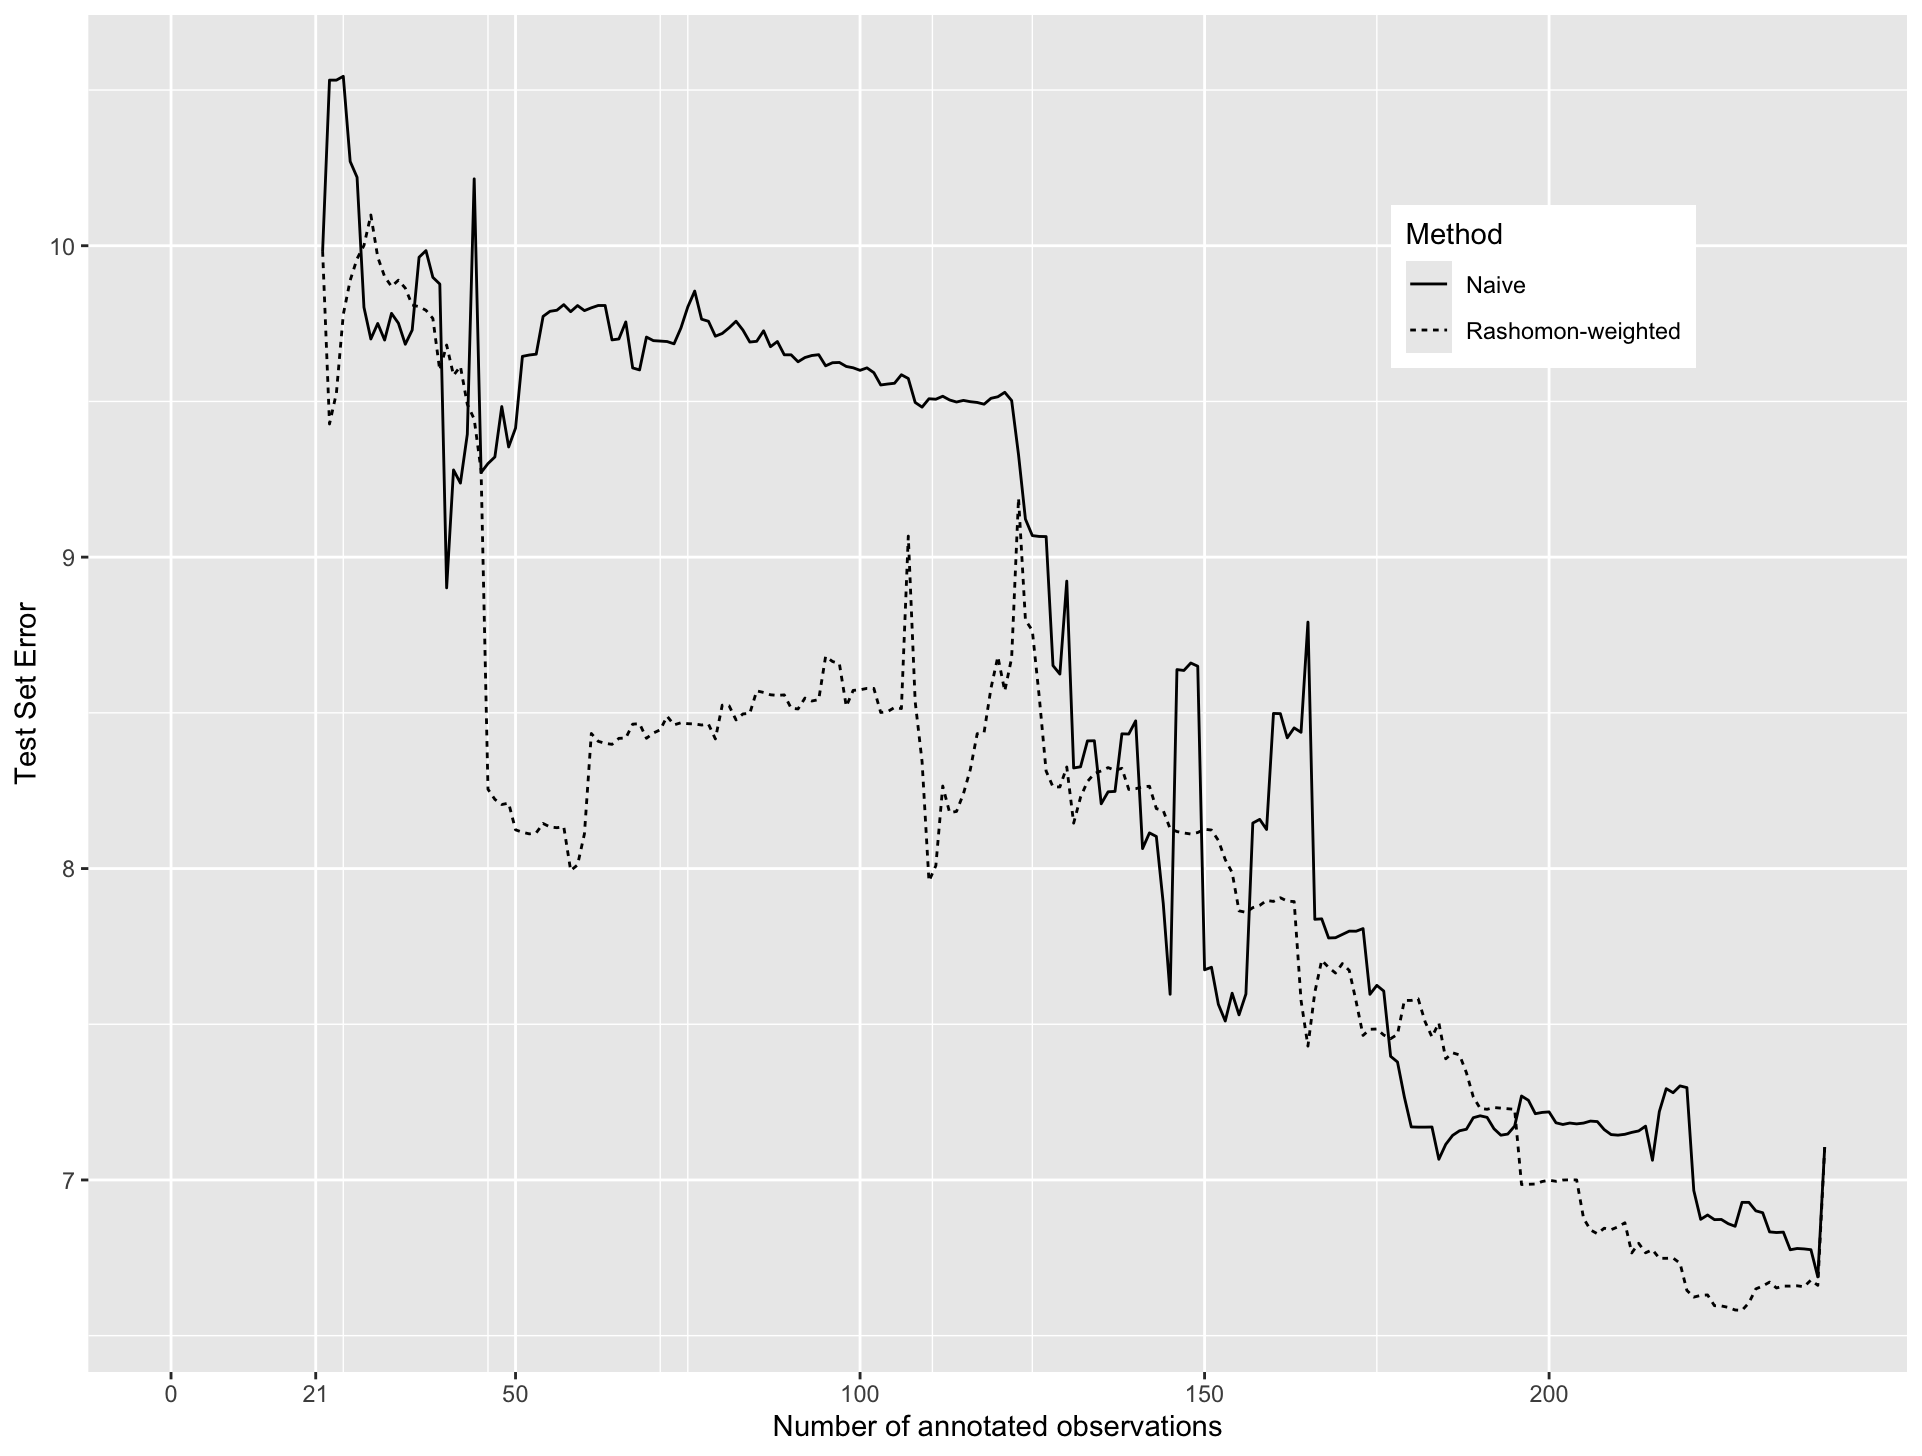 Test Set Error
10
9
8
7
Method
Naive
Rashomon-weighted
0
21
50
100
150
200
Number of annotated observations